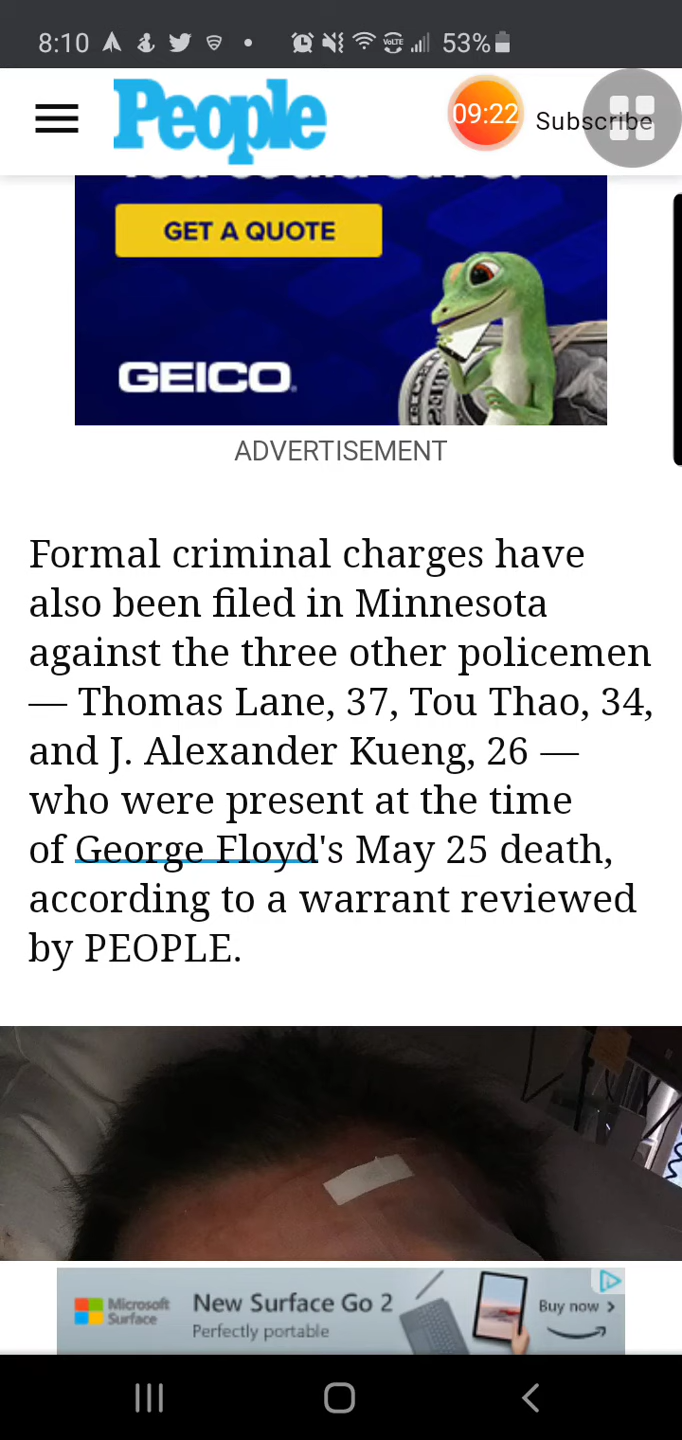 8:10 VoLTE 53%
People 09:22 Subscribe
GET A QUOTE
GEICO.
ADVERTISEMENT
Formal criminal charges have
also been filed in Minnesota
against the three other policemen
— Thomas Lane, 37, Tou Thao, 34,
and J. Alexander Kueng, 26 —
who were present at the time
of George Floyd's May 25 death,
according to a warrant reviewed
by PEOPLE.
Microsoft
Surface
New Surface Go 2
Perfectly portable
Buy now >